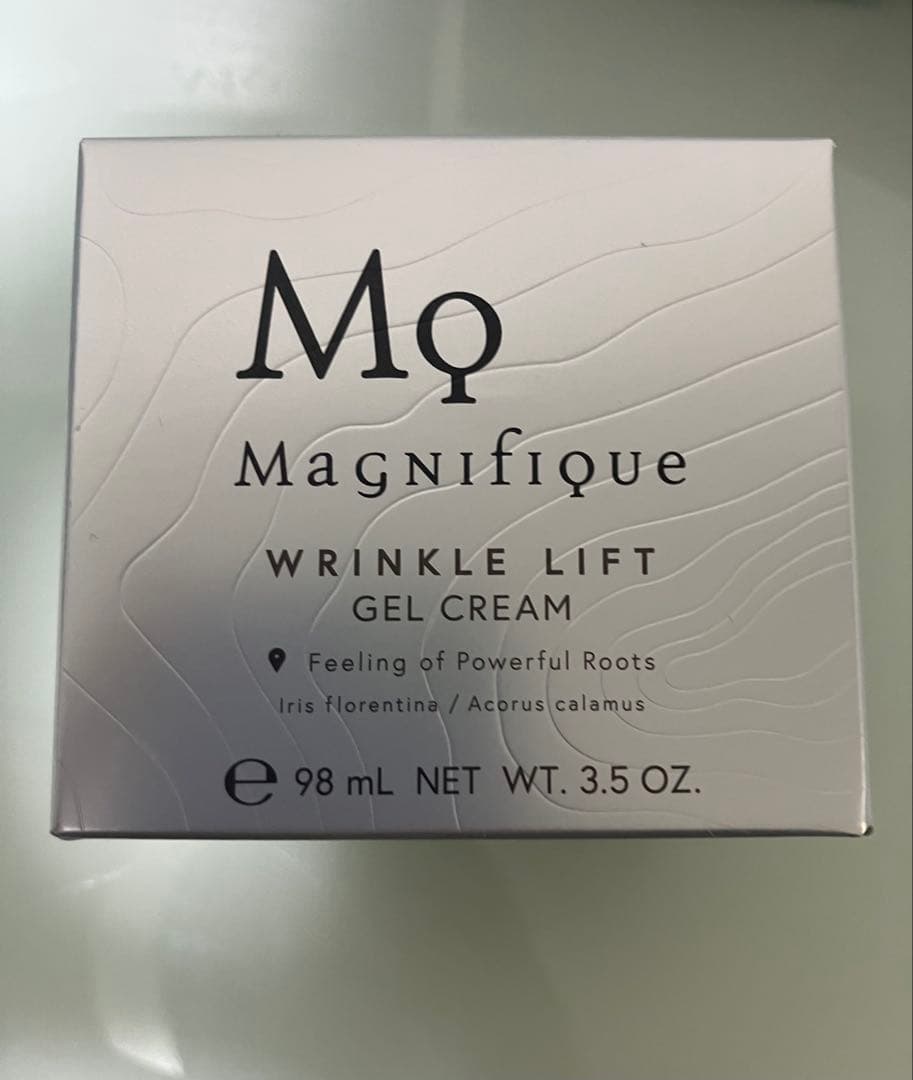 Mq
Magnifique
WRINKLE LIFT
GEL CREAM
Feeling of Powerful Roots
Iris florentina / Acorus calamus
℮ 98 mL NET WT. 3.5 OZ.